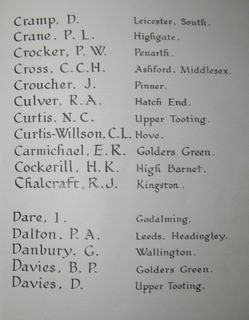 Cramp, D. Leicester, South.
Crane, P. L. Highgate.
Crocker, P. W. Penarth.
Cross, C. C. H. Ashford, Middlesex.
Croucher, J. Pinner.
Culver, R. A. Hatch End.
Curtis, N. C. Upper Tooting.
Curtis-Willson, C. L. Hove.
Carmichael, E. R. Golders Green.
Cockerill, H. K. High Barnet.
Chalcraft, R. J. Kingston.
Dare, I. Godalming.
Dalton, P. A. Leeds, Headingley.
Danbury, G. Wallington.
Davies, B. P. Golders Green.
Davies, D. Upper Tooting.